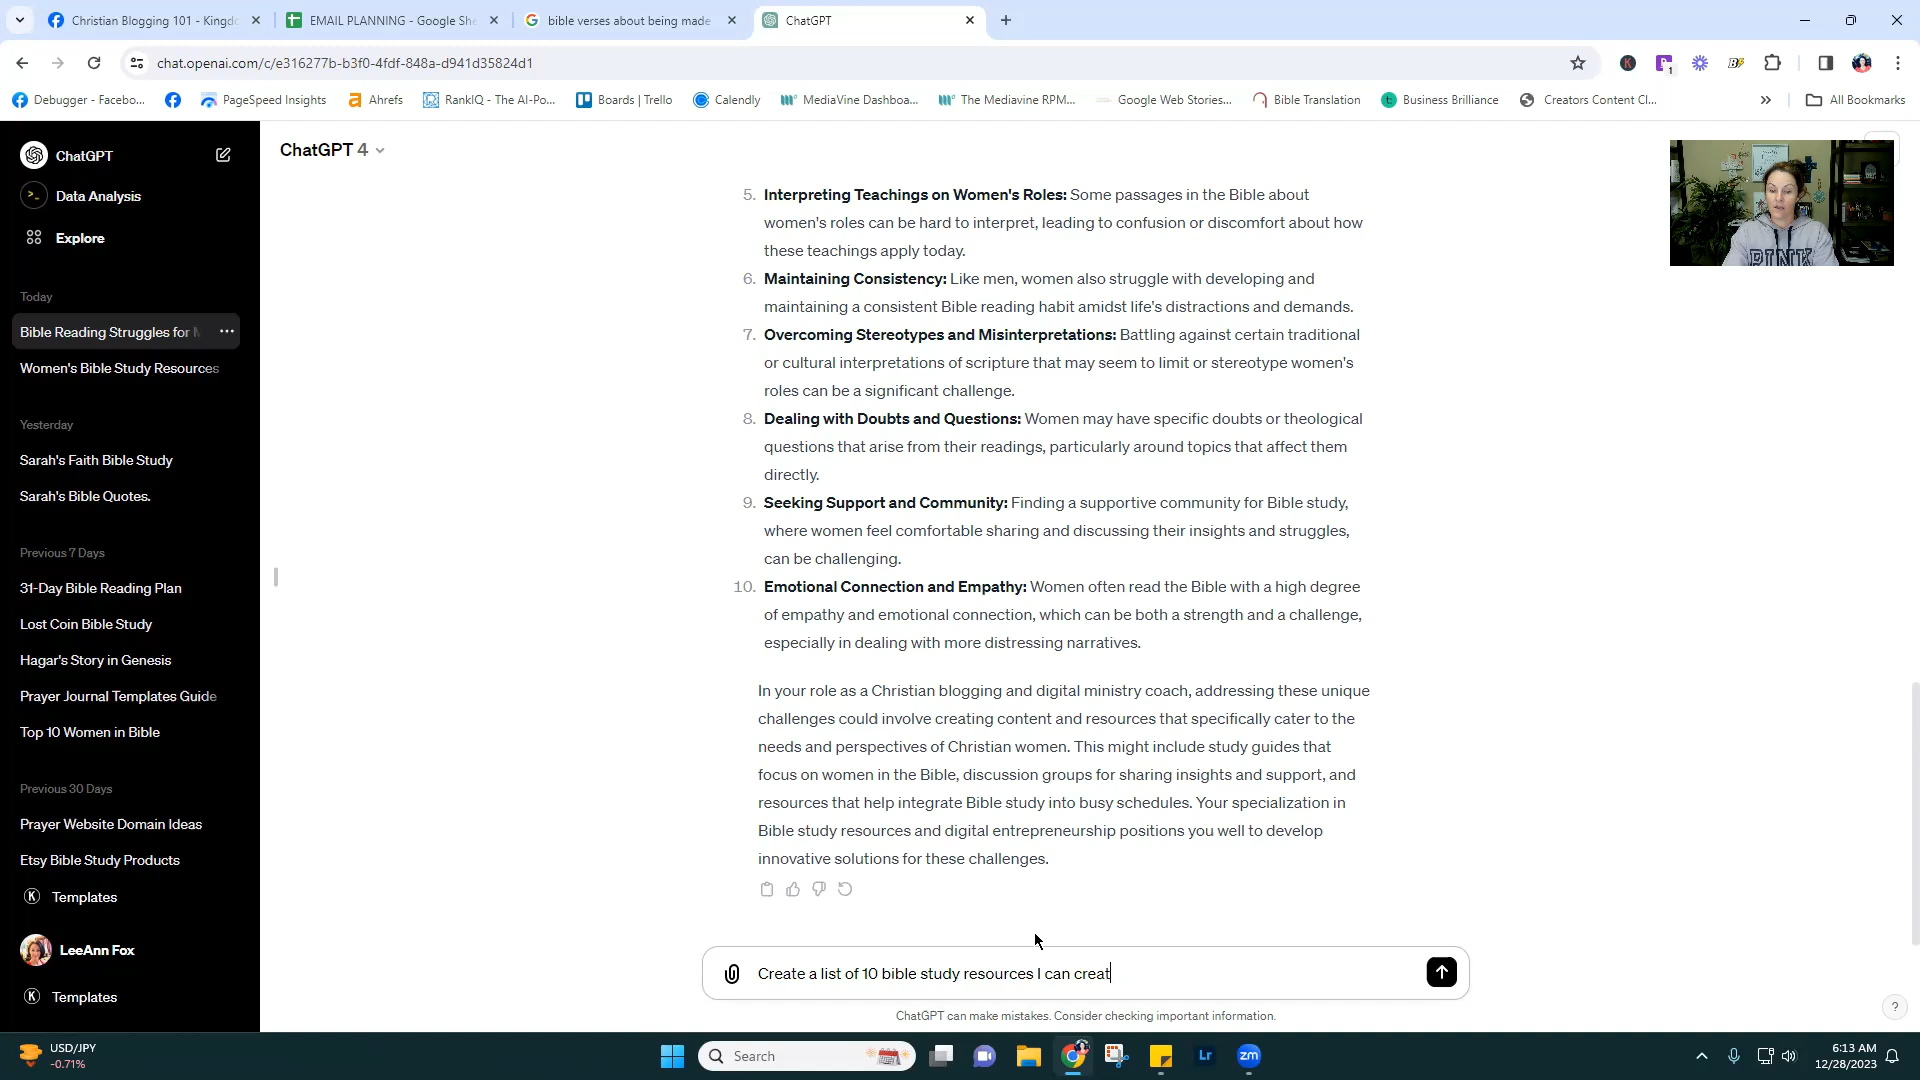 Christian Blogging 101 - Kingdo
EMAIL PLANNING - Google She
bible verses about being made
ChatGPT
chat.openai.com/c/e316277b-b3f0-4fdf-848a-d941d35824d1
Debugger - Facebo...
PageSpeed Insights
Ahrefs
RankIQ - The AI-Po...
Boards | Trello
Calendly
MediaVine Dashboa...
The Mediavine RPM...
Google Web Stories...
Bible Translation
Business Brilliance
Creators Content Cl...
All Bookmarks
ChatGPT
Data Analysis
Explore
Today
Bible Reading Struggles for
Women's Bible Study Resources
Yesterday
Sarah's Faith Bible Study
Sarah's Bible Quotes.
Previous 7 Days
31-Day Bible Reading Plan
Lost Coin Bible Study
Hagar's Story in Genesis
Prayer Journal Templates Guide
Top 10 Women in Bible
Previous 30 Days
Prayer Website Domain Ideas
Etsy Bible Study Products
Templates
LeeAnn Fox
Templates
ChatGPT 4
5. Interpreting Teachings on Women's Roles: Some passages in the Bible about
women's roles can be hard to interpret, leading to confusion or discomfort about how
these teachings apply today.
6. Maintaining Consistency: Like men, women also struggle with developing and
maintaining a consistent Bible reading habit amidst life's distractions and demands.
7. Overcoming Stereotypes and Misinterpretations: Battling against certain traditional
or cultural interpretations of scripture that may seem to limit or stereotype women's
roles can be a significant challenge.
8. Dealing with Doubts and Questions: Women may have specific doubts or theological
questions that arise from their readings, particularly around topics that affect them
directly.
9. Seeking Support and Community: Finding a supportive community for Bible study,
where women feel comfortable sharing and discussing their insights and struggles,
can be challenging.
10. Emotional Connection and Empathy: Women often read the Bible with a high degree
of empathy and emotional connection, which can be both a strength and a challenge,
especially in dealing with more distressing narratives.
In your role as a Christian blogging and digital ministry coach, addressing these unique
challenges could involve creating content and resources that specifically cater to the
needs and perspectives of Christian women. This might include study guides that
focus on women in the Bible, discussion groups for sharing insights and support, and
resources that help integrate Bible study into busy schedules. Your specialization in
Bible study resources and digital entrepreneurship positions you well to develop
innovative solutions for these challenges.
Create a list of 10 bible study resources I can creat
ChatGPT can make mistakes. Consider checking important information.
?
PINK
USD/JPY
-0.71%
Search
Lr
zm
6:13 AM
12/28/2023